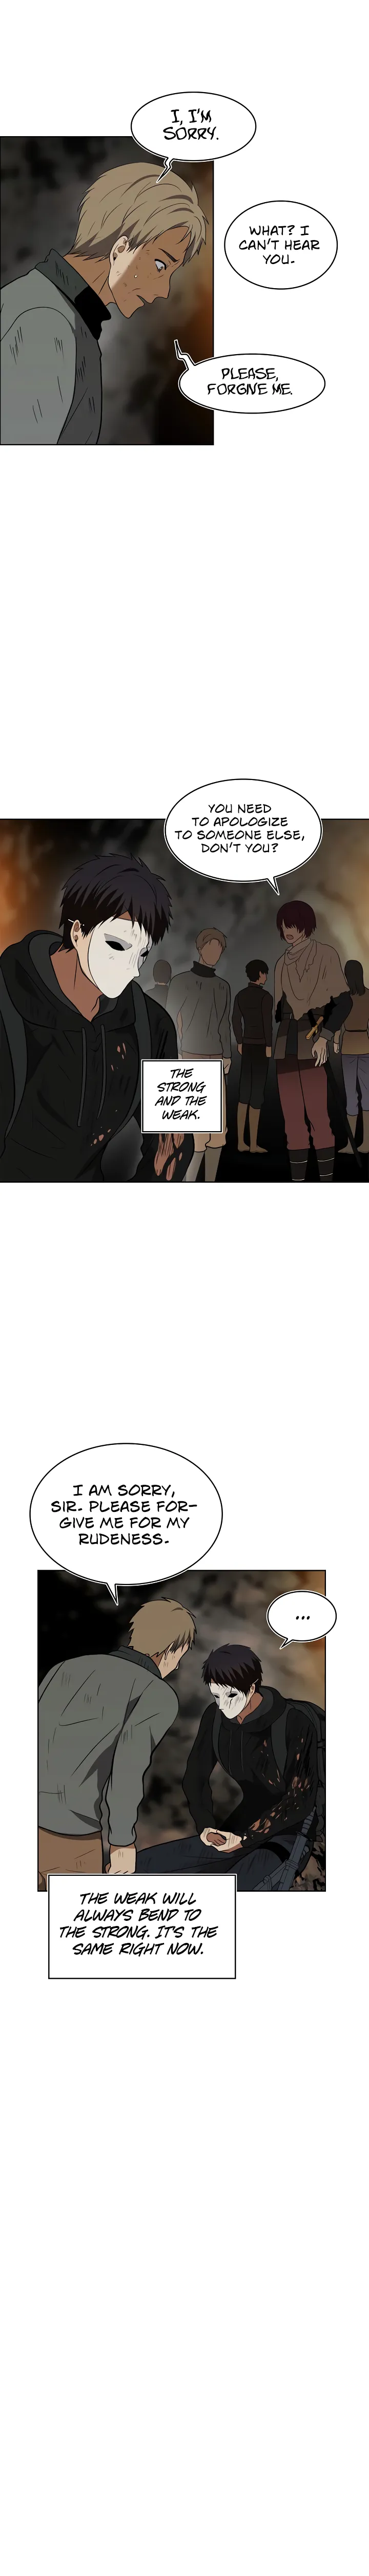 I, I'M
SORRY.
WHAT? I
CAN'T HEAR
YOU.
PLEASE,
FORGIVE ME.
YOU NEED
TO APOLOGIZE
TO SOMEONE ELSE,
DON'T YOU?
THE
STRONG
AND THE
WEAK.
I AM SORRY,
SIR. PLEASE FOR-
GIVE ME FOR MY
RUDENESS.
...
THE WEAK WILL
ALWAYS BEND TO
THE STRONG. IT'S THE
SAME RIGHT NOW.